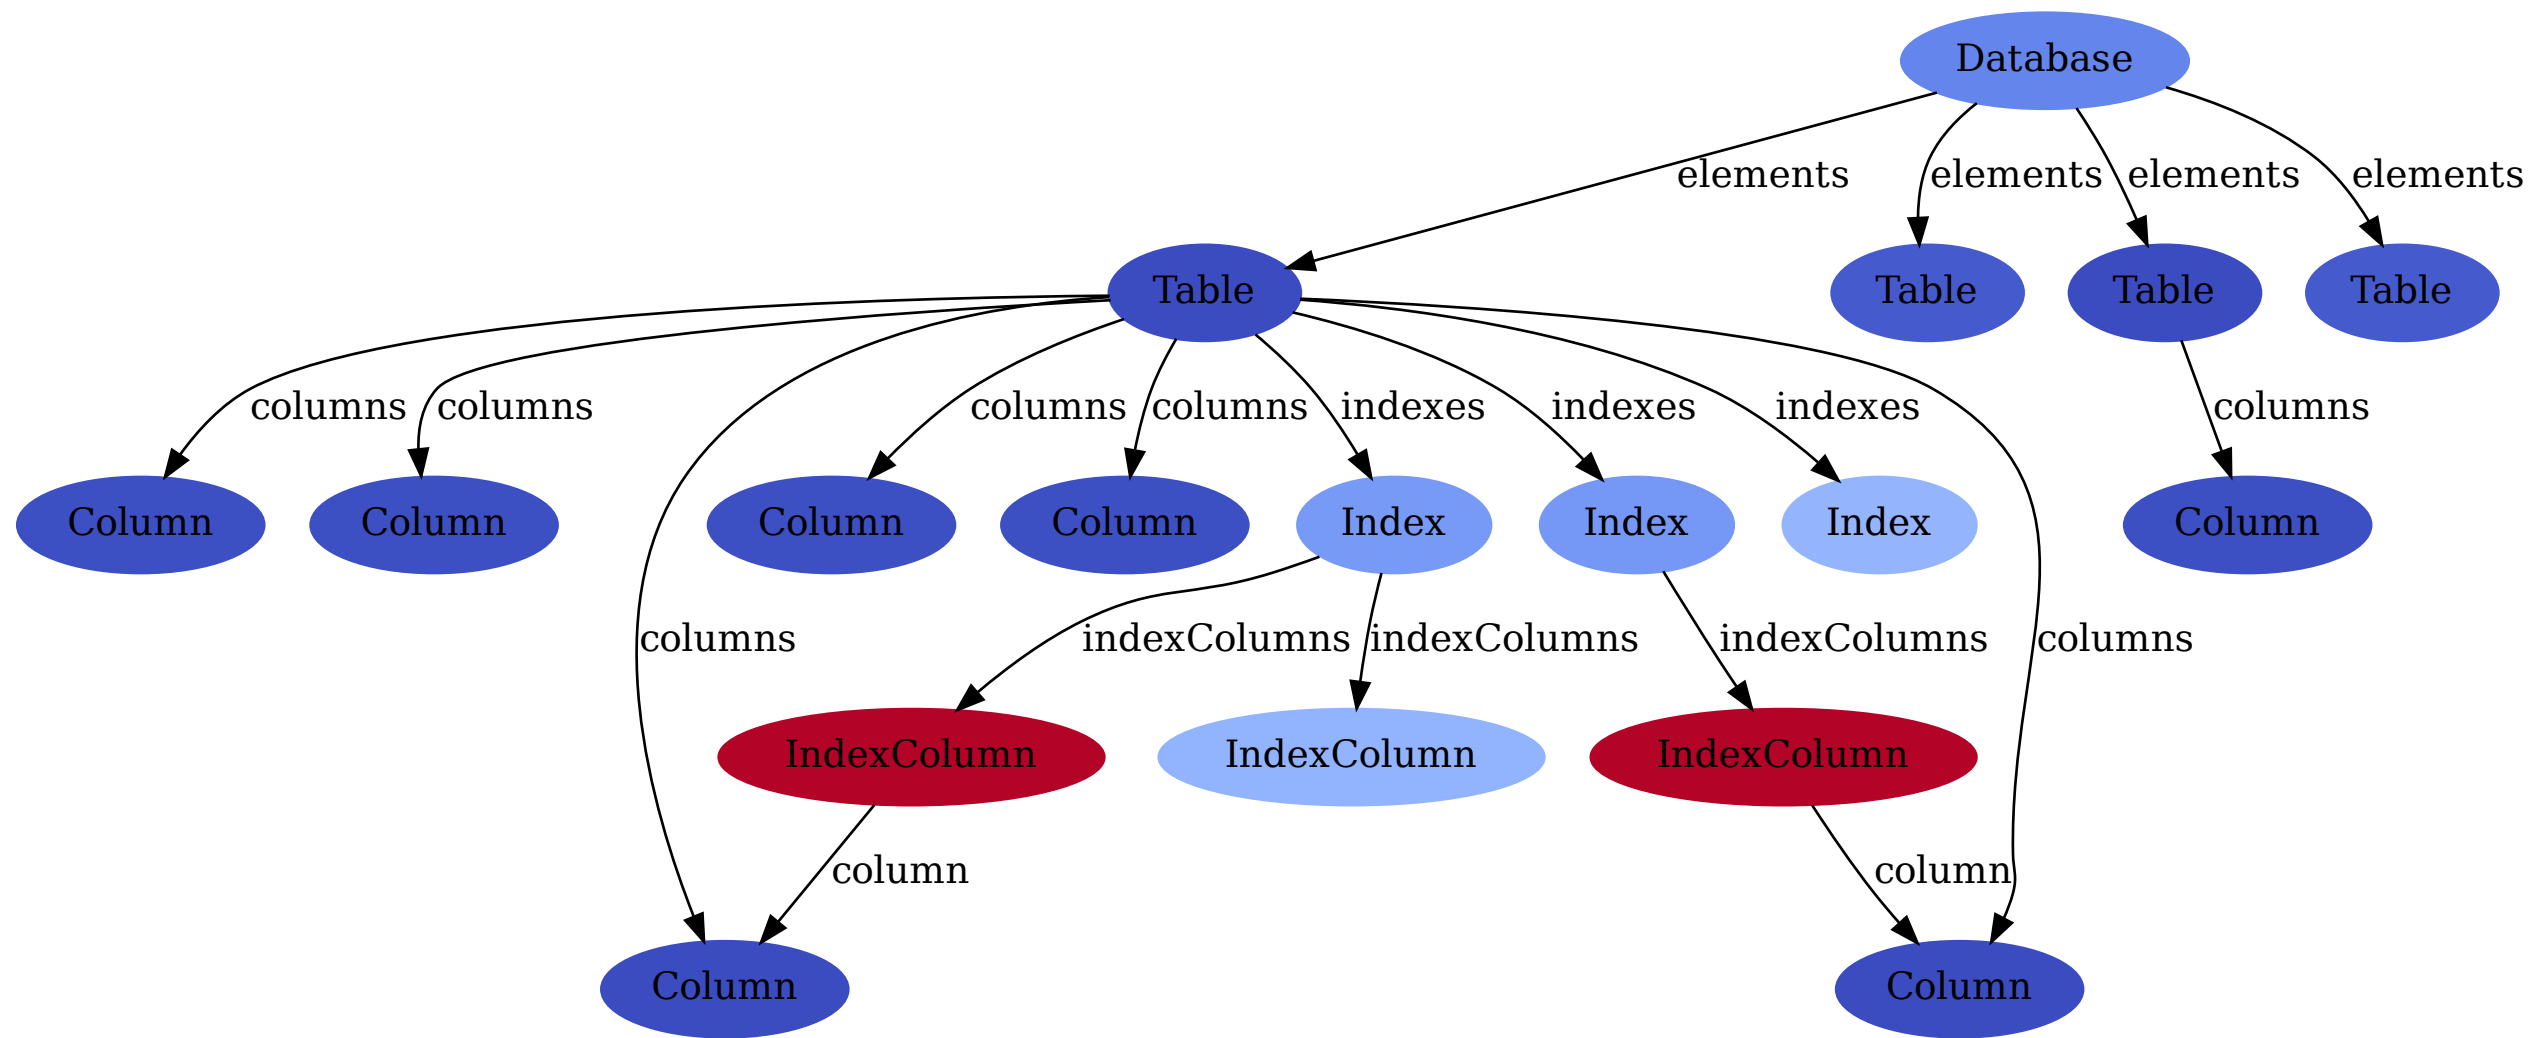 Database
elements
elements
elements
elements
Table
Table
Table
Table
columns
columns
columns
columns
indexes
indexes
indexes
columns
Column
Column
Column
Column
Index
Index
Index
Column
columns
indexColumns
indexColumns
indexColumns
columns
IndexColumn
IndexColumn
IndexColumn
column
column
Column
Column